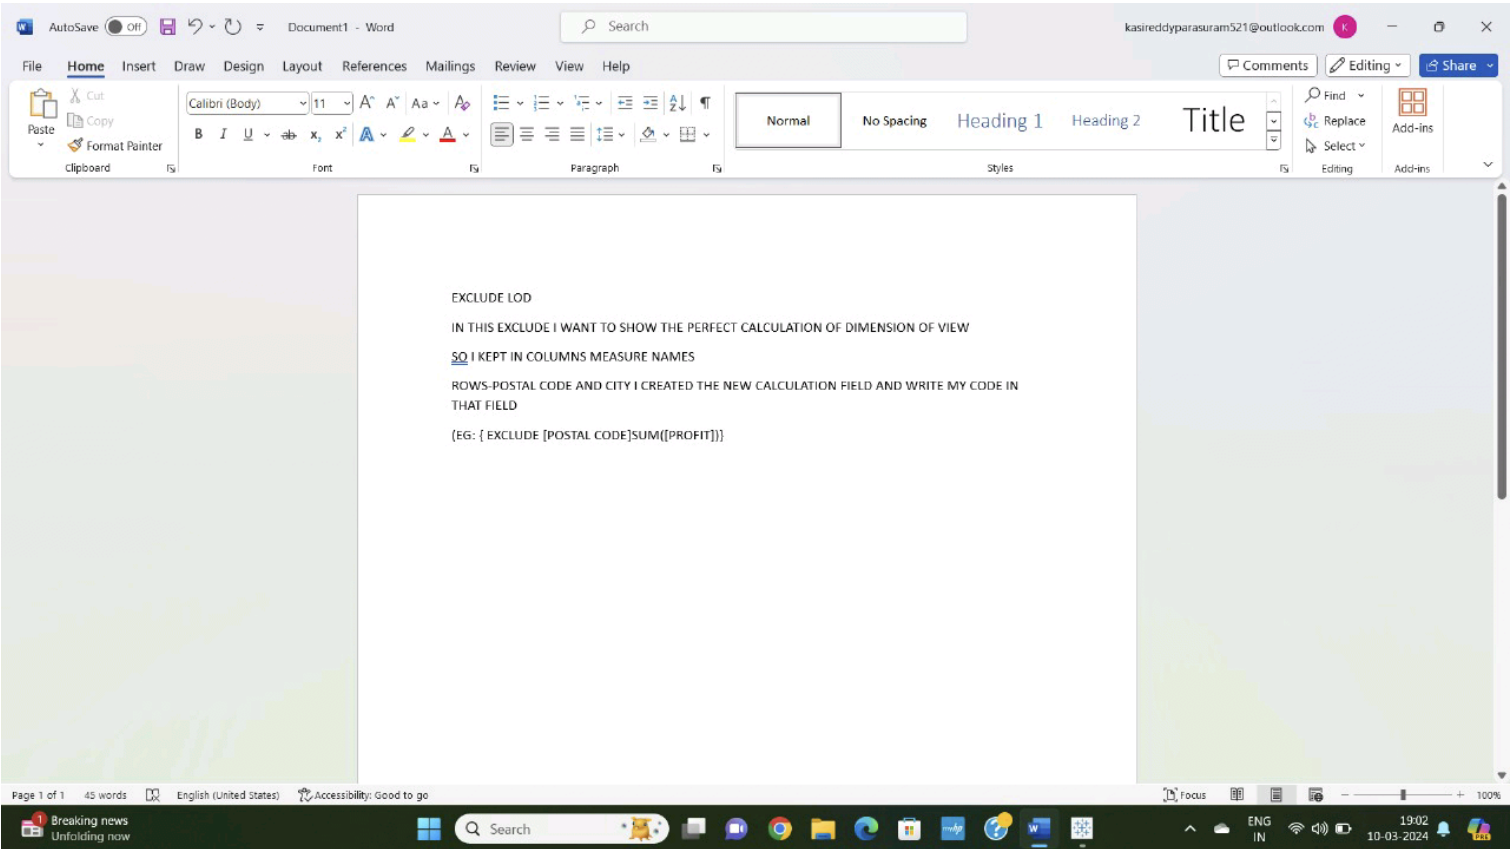 AutoSave Off Document1 - Word Search kasireddyparasuram521@outlook.com K
File Home Insert Draw Design Layout References Mailings Review View Help Comments Editing Share
Paste Cut Copy Format Painter Clipboard
Calibri (Body) 11 Aa Font
Paragraph
Normal No Spacing Heading 1 Heading 2 Title Styles
Find Replace Select Editing
Add-ins Add-ins
EXCLUDE LOD
IN THIS EXCLUDE I WANT TO SHOW THE PERFECT CALCULATION OF DIMENSION OF VIEW
SO I KEPT IN COLUMNS MEASURE NAMES
ROWS-POSTAL CODE AND CITY I CREATED THE NEW CALCULATION FIELD AND WRITE MY CODE IN
THAT FIELD
(EG: { EXCLUDE [POSTAL CODE]SUM([PROFIT])}
Page 1 of 1 45 words English (United States) Accessibility: Good to go Focus 100%
1 Breaking news
Unfolding now
Search
ENG
IN
19:02
10-03-2024